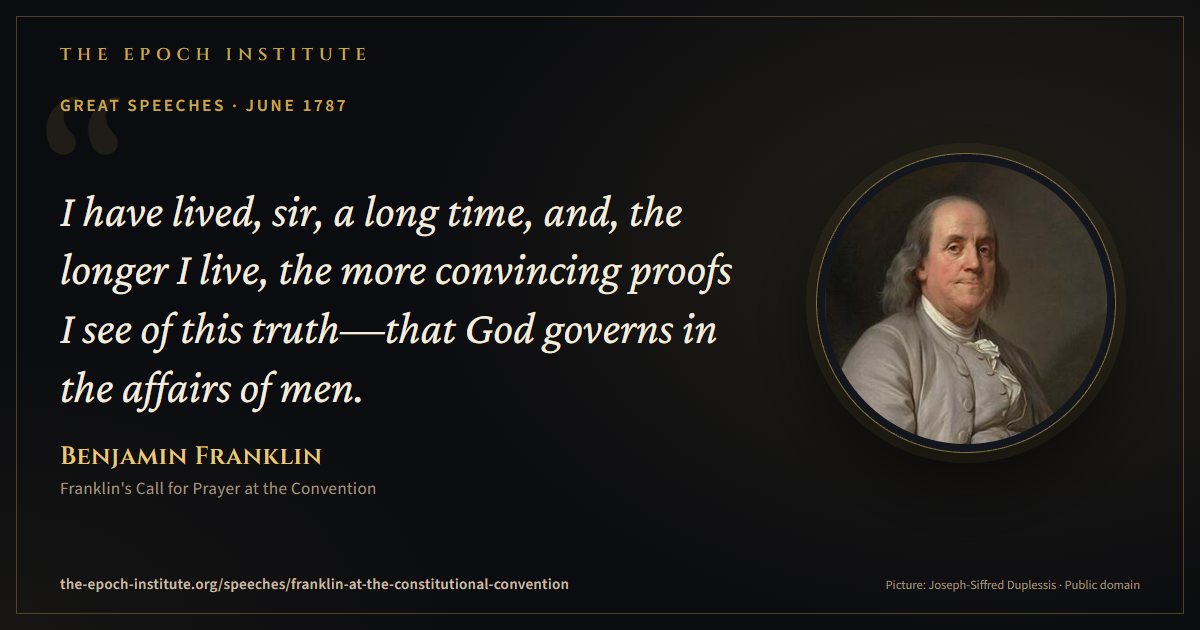 THE EPOCH INSTITUTE
GREAT SPEECHES · JUNE 1787
“
I have lived, sir, a long time, and, the
longer I live, the more convincing proofs
I see of this truth—that God governs in
the affairs of men.
BENJAMIN FRANKLIN
Franklin's Call for Prayer at the Convention
the-epoch-institute.org/speeches/franklin-at-the-constitutional-convention
Picture: Joseph-Siffred Duplessis · Public domain